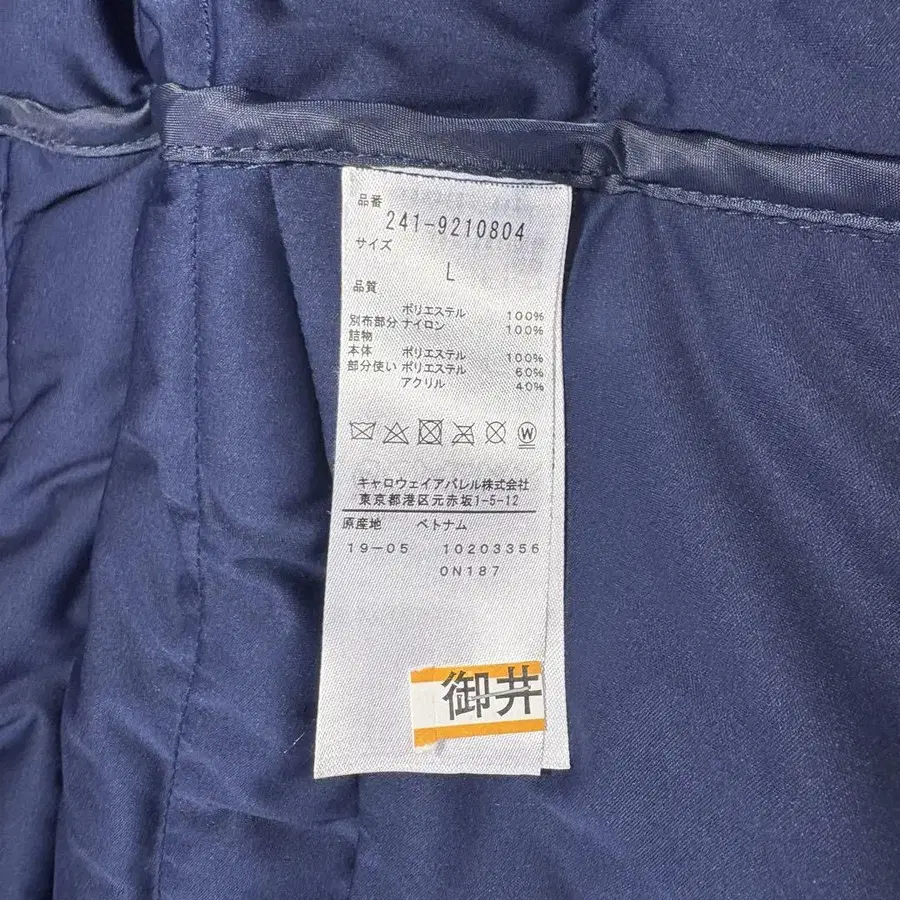 品番
241-9210804
サイズ
L
品質
ポリエステル 100%
別布部分 ナイロン 100%
詰物
本体 ポリエステル 100%
部分使い ポリエステル 60%
アクリル 40%
W
キャロウェイアパレル株式会社
東京都港区元赤坂1-5-12
原産地 ベトナム
19-05 10203356
0N187
御井